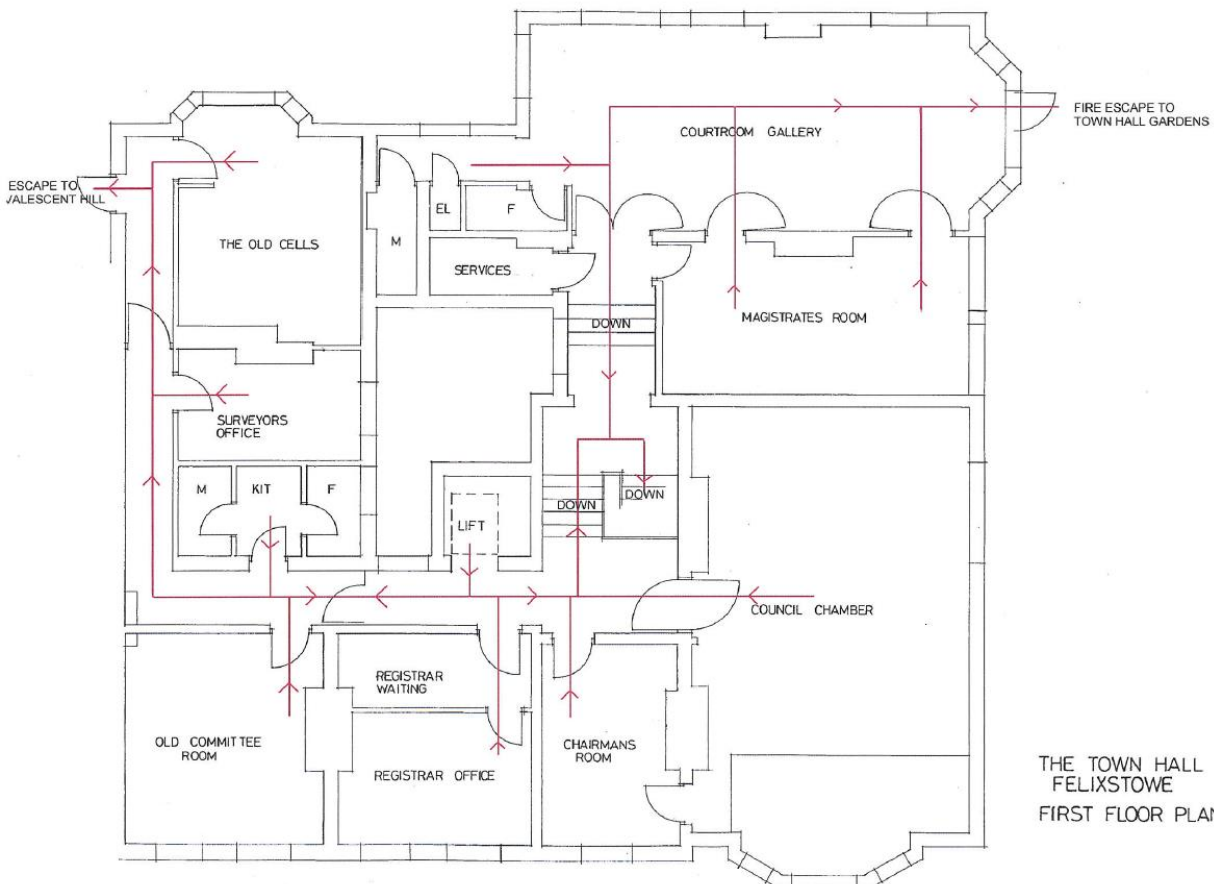 FIRE ESCAPE TO
TOWN HALL GARDENS
COURTROOM GALLERY
ESCAPE TO
VALESCENT HILL
EL
F
THE OLD CELLS
M
SERVICES
DOWN
MAGISTRATES ROOM
SURVEYORS
OFFICE
M
KIT
F
DOWN
DOWN
LIFT
COUNCIL CHAMBER
REGISTRAR
WAITING
OLD COMMITTEE
ROOM
REGISTRAR OFFICE
CHAIRMANS
ROOM
THE TOWN HALL
FELIXSTOWE
FIRST FLOOR PLAN